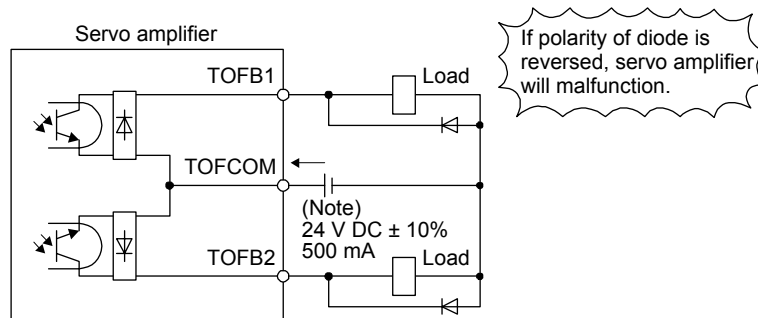 Servo amplifier
If polarity of diode is
reversed, servo amplifier
will malfunction.
TOFB1
Load
TOFCOM
(Note)
24 V DC ± 10%
500 mA
TOFB2
Load